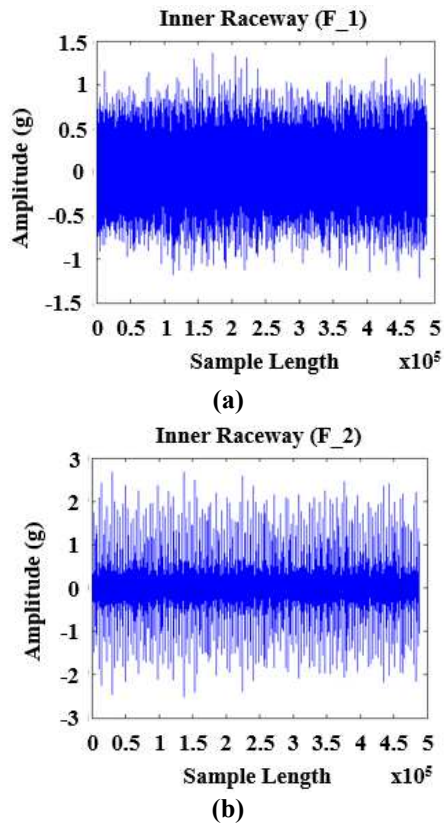 Inner Raceway (F_1)
1.5
1
0.5
0
-0.5
-1
-1.5
Amplitude (g)
0 0.5 1 1.5 2 2.5 3 3.5 4 4.5 5
Sample Length x10⁵
(a)
Inner Raceway (F_2)
3
2
1
0
-1
-2
-3
Amplitude (g)
0 0.5 1 1.5 2 2.5 3 3.5 4 4.5 5
Sample Length x10⁵
(b)